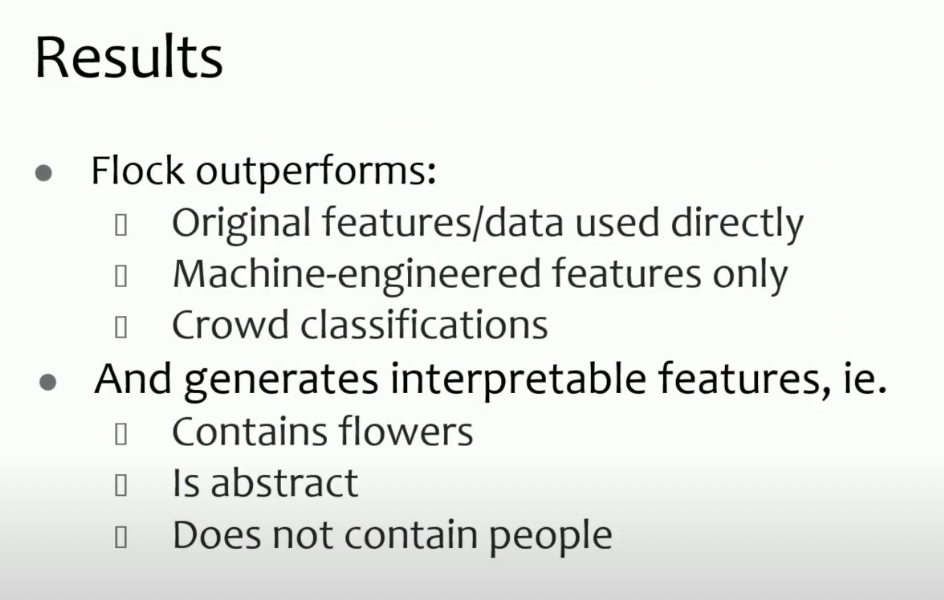 Results
● Flock outperforms:
▯ Original features/data used directly
▯ Machine-engineered features only
▯ Crowd classifications
● And generates interpretable features, ie.
▯ Contains flowers
▯ Is abstract
▯ Does not contain people